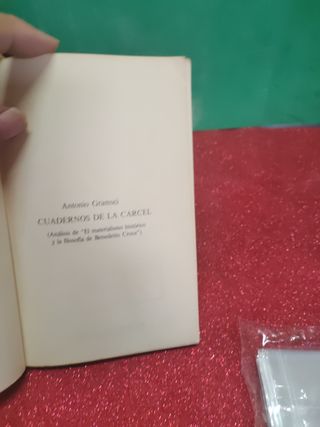 Antonio Gramsci
CUADERNOS DE LA CARCEL
(Análisis de "El materialismo histórico
y la filosofía de Benedetto Croce")